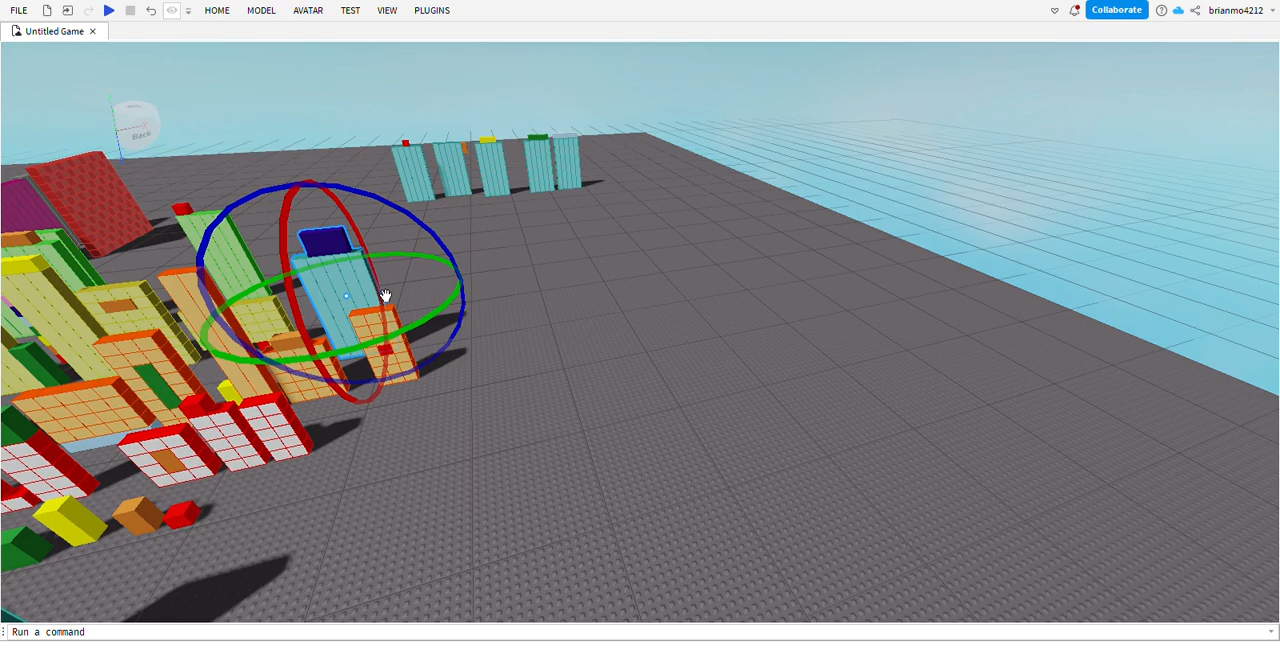 FILE HOME MODEL AVATAR TEST VIEW PLUGINS Collaborate brianmo4212
Untitled Game
Back
Run a command